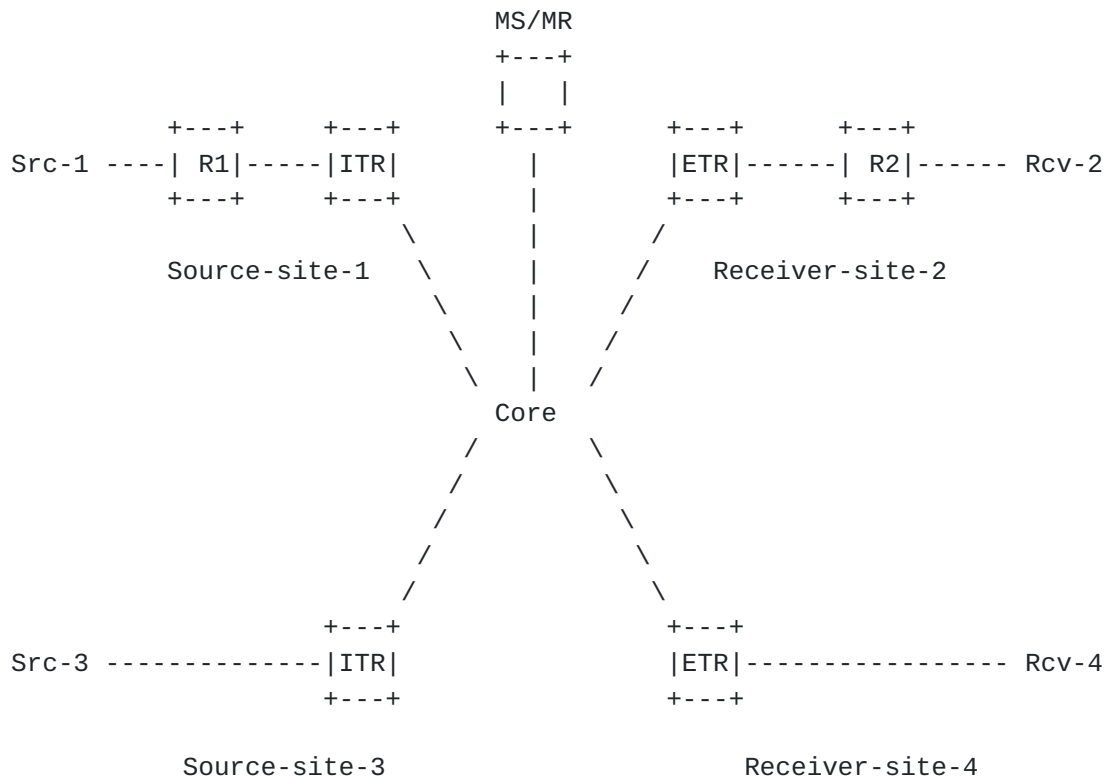 MS/MR
                               +---+
                               |   |
          +---+     +---+      +---+      +---+      +---+
Src-1 ----| R1|-----|ITR|        |        |ETR|------| R2|------ Rcv-2
          +---+     +---+        |        +---+      +---+
                         \       |       /
          Source-site-1   \      |      /    Receiver-site-2
                           \     |     /
                            \    |    /
                             \   |   /
                               Core
                             /       \
                            /         \
                           /           \
                          /             \
                         /               \
                    +---+                 +---+
Src-3 --------------|ITR|                 |ETR|----------------- Rcv-4
                    +---+                 +---+
           Source-site-3                       Receiver-site-4